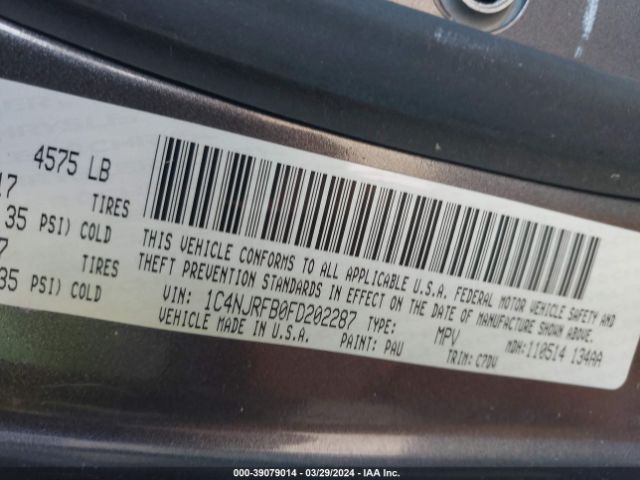 4575 LB
17
TIRES
35 PSI) COLD
7
TIRES
35 PSI) COLD
THIS VEHICLE CONFORMS TO ALL APPLICABLE U.S.A. FEDERAL MOTOR VEHICLE SAFETY AND
THEFT PREVENTION STANDARDS IN EFFECT ON THE DATE OF MANUFACTURE SHOWN ABOVE.
VIN: 1C4NJRFB0FD202287 TYPE: MPV MDH:110514 134AA
VEHICLE MADE IN U.S.A. PAINT: PAU TRIM: C7DV
000-39079014 | 03/29/2024 - IAA Inc.